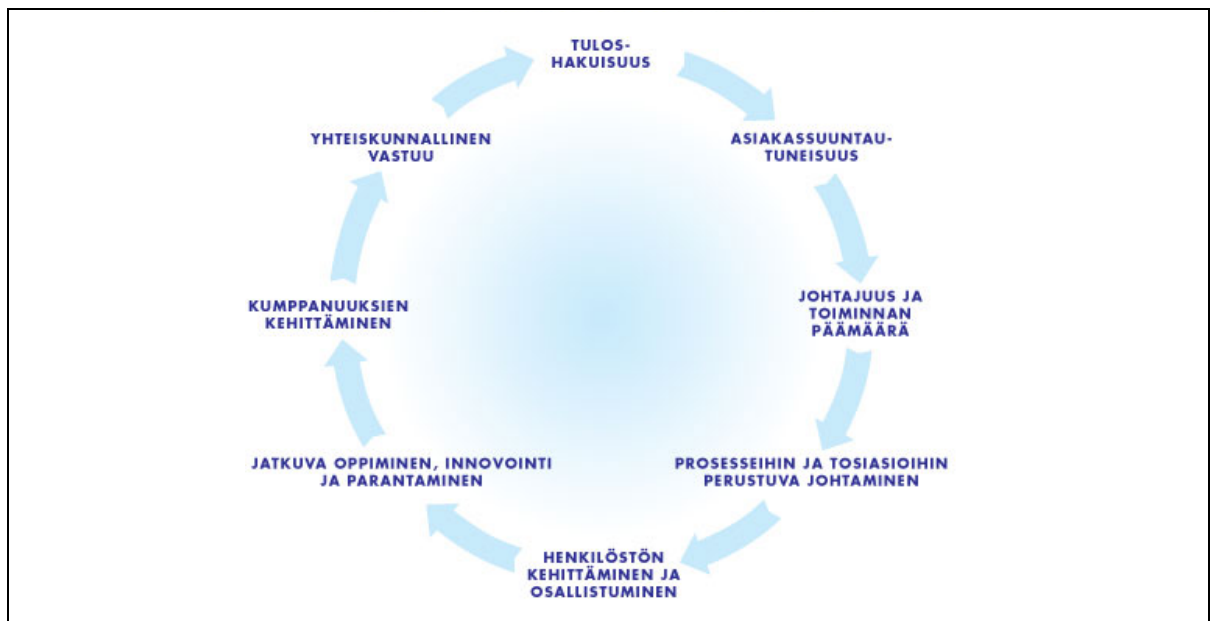 TULOS-
HAKUISUUS
ASIAKASSUUNTAU-
TUNEISUUS
JOHTAJUUS JA
TOIMINNAN
PÄÄMÄÄRÄ
PROSESSEIHIN JA TOSIASIOIHIN
PERUSTUVA JOHTAMINEN
HENKILÖSTÖN
KEHITTÄMINEN JA
OSALLISTUMINEN
JATKUVA OPPIMINEN, INNOVOINTI
JA PARANTAMINEN
KUMPPANUUKSIEN
KEHITTÄMINEN
YHTEISKUNNALLINEN
VASTUU